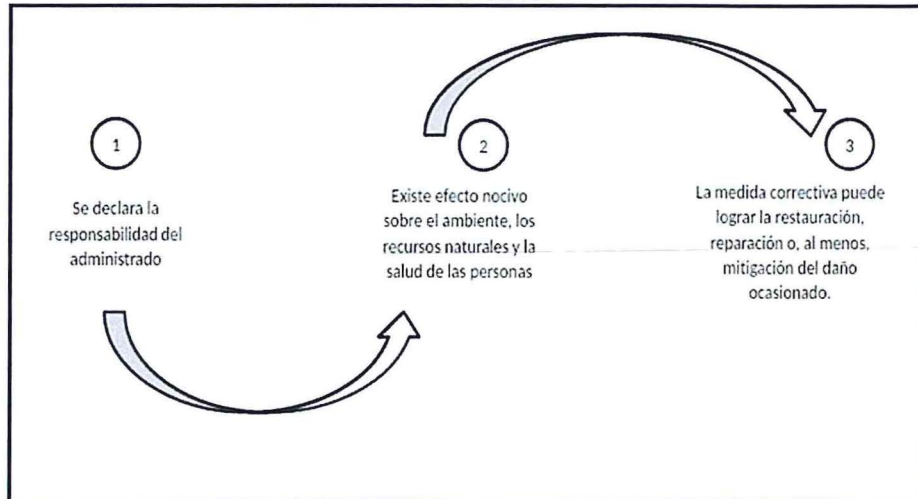 1
Se declara la
responsabilidad del
administrado
2
Existe efecto nocivo
sobre el ambiente, los
recursos naturales y la
salud de las personas
3
La medida correctiva puede
lograr la restauración,
reparación o, al menos,
mitigación del daño
ocasionado.